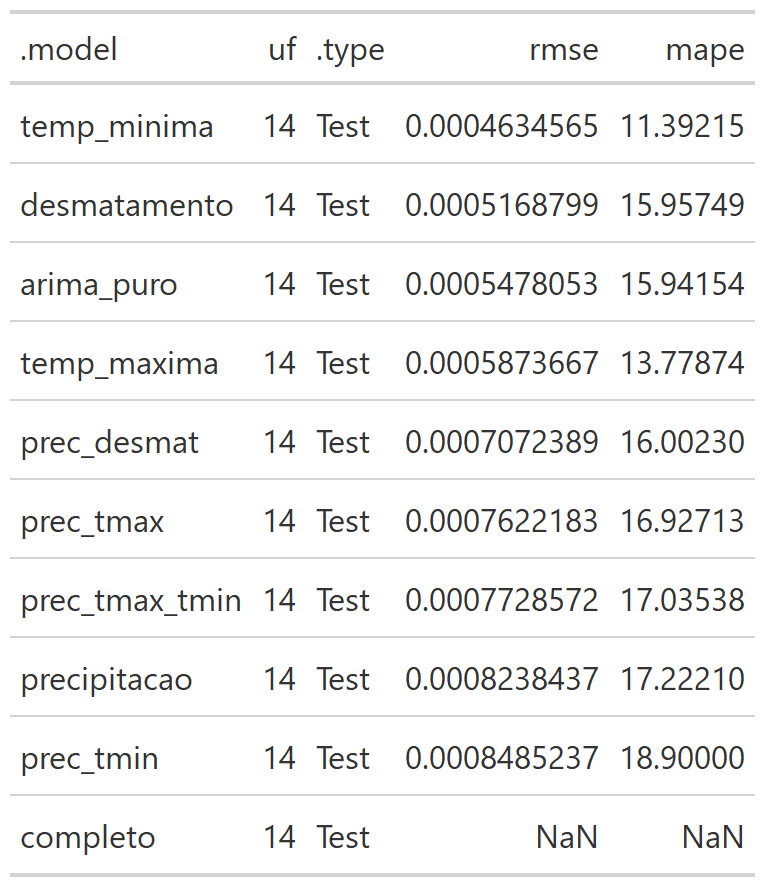 .model uf .type rmse mape
temp_minima 14 Test 0.0004634565 11.39215
desmatamento 14 Test 0.0005168799 15.95749
arima_puro 14 Test 0.0005478053 15.94154
temp_maxima 14 Test 0.0005873667 13.77874
prec_desmat 14 Test 0.0007072389 16.00230
prec_tmax 14 Test 0.0007622183 16.92713
prec_tmax_tmin 14 Test 0.0007728572 17.03538
precipitacao 14 Test 0.0008238437 17.22210
prec_tmin 14 Test 0.0008485237 18.90000
completo 14 Test NaN NaN